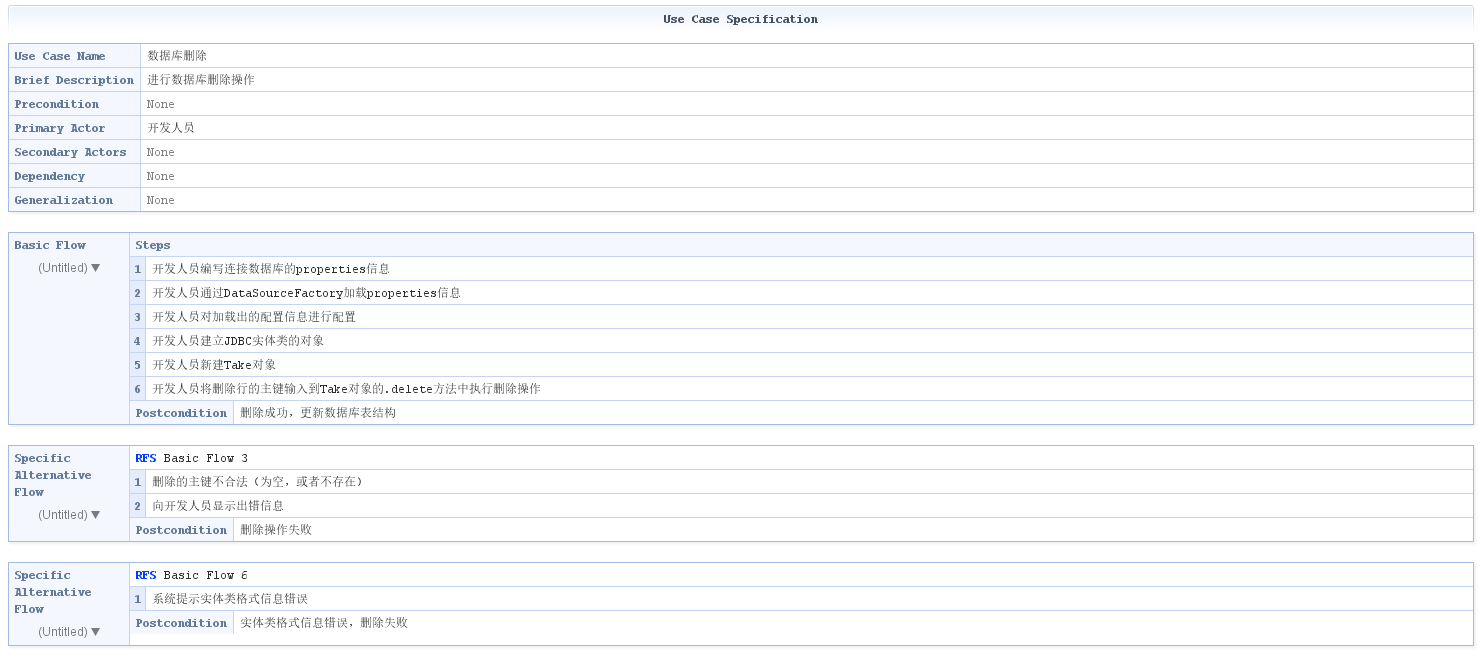 Use Case Specification
Use Case Name 数据库删除
Brief Description 进行数据库删除操作
Precondition None
Primary Actor 开发人员
Secondary Actors None
Dependency None
Generalization None
Basic Flow Steps
(Untitled) ▼
1 开发人员编写连接数据库的properties信息
2 开发人员通过DataSourceFactory加载properties信息
3 开发人员对加载出的配置信息进行配置
4 开发人员建立JDBC实体类的对象
5 开发人员新建Take对象
6 开发人员将删除行的主键输入到Take对象的.delete方法中执行删除操作
Postcondition 删除成功，更新数据库表结构
Specific Alternative Flow
(Untitled) ▼
RFS Basic Flow 3
1 删除的主键不合法（为空，或者不存在）
2 向开发人员显示出错信息
Postcondition 删除操作失败
Specific Alternative Flow
(Untitled) ▼
RFS Basic Flow 6
1 系统提示实体类格式信息错误
Postcondition 实体类格式信息错误，删除失败